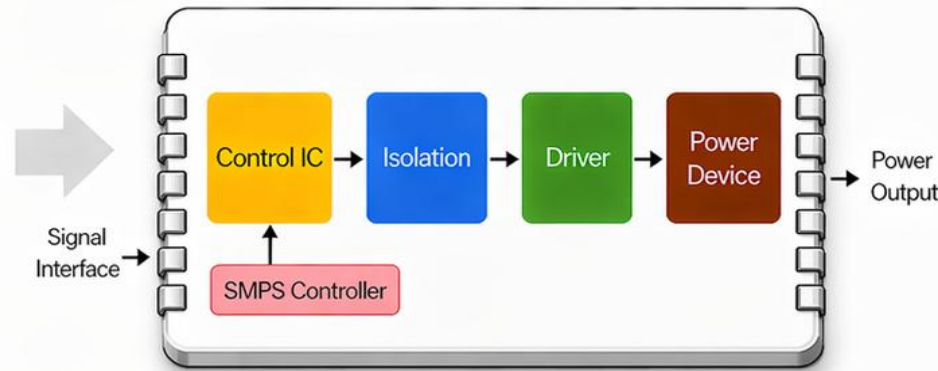 Control IC
Isolation
Driver
Power
Device
Power
Output
Signal
Interface
SMPS Controller